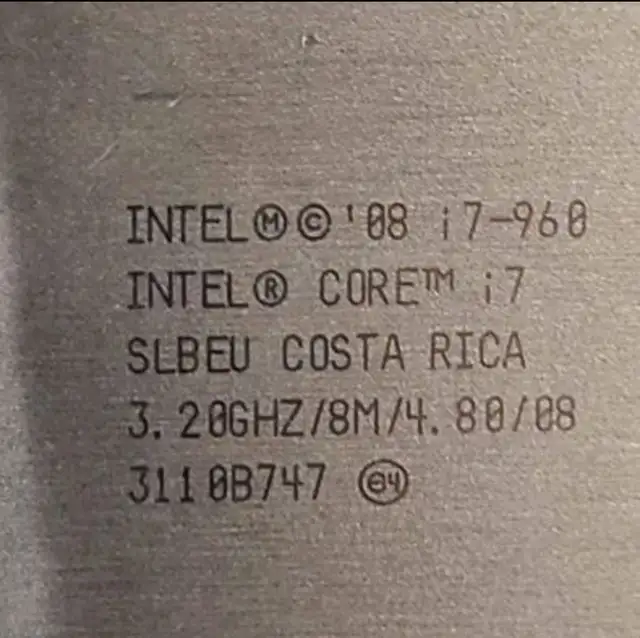 INTEL Ⓜ © '08 i7-960
INTEL® CORE™ i7
SLBEU COSTA RICA
3.20GHZ/8M/4.80/08
3110B747 e4